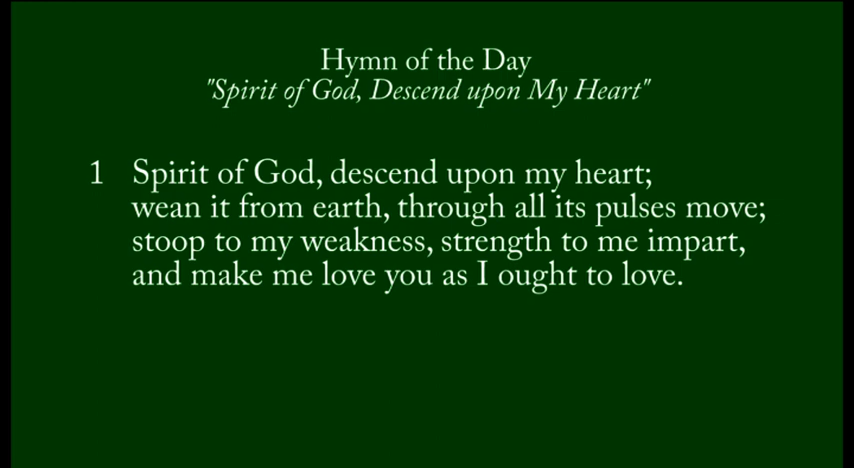 Hymn of the Day
"Spirit of God, Descend upon My Heart"
1 Spirit of God, descend upon my heart;
wean it from earth, through all its pulses move;
stoop to my weakness, strength to me impart,
and make me love you as I ought to love.